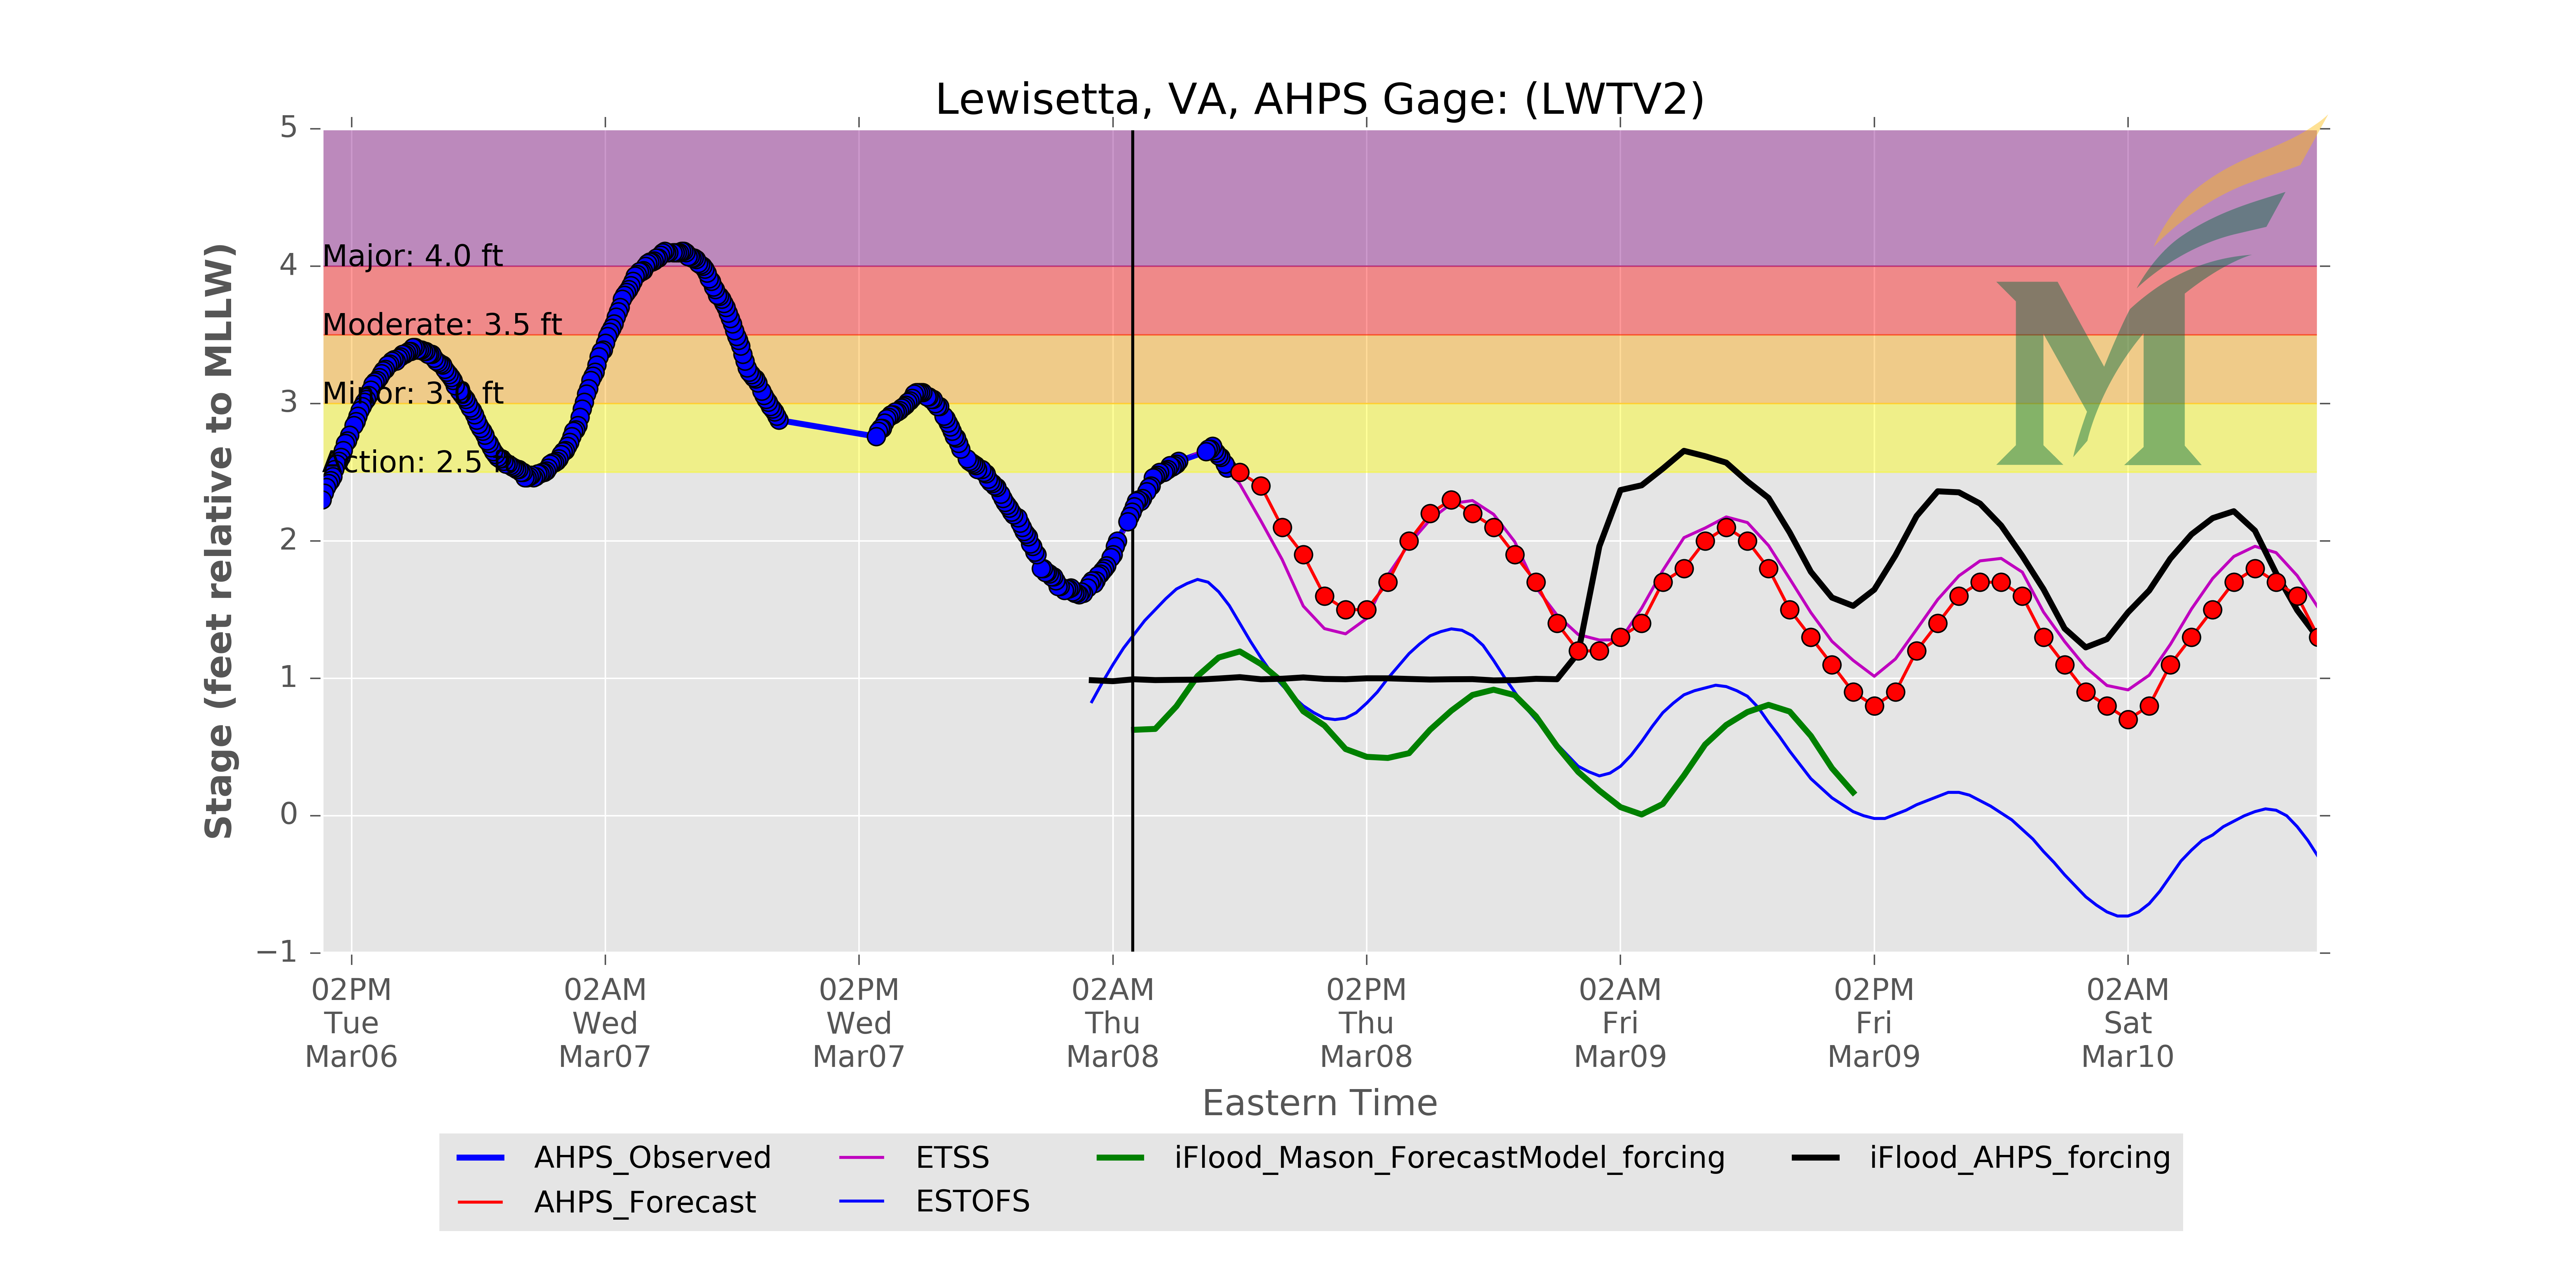 Lewisetta, VA, AHPS Gage: (LWTV2)
Stage (feet relative to MLLW)
5
4
3
2
1
0
−1
Major: 4.0 ft
Moderate: 3.5 ft
Minor: 3.0 ft
Action: 2.5 ft
02PM 02AM 02PM 02AM 02PM 02AM 02PM 02AM
Tue Wed Wed Thu Thu Fri Fri Sat
Mar06 Mar07 Mar07 Mar08 Mar08 Mar09 Mar09 Mar10
Eastern Time
AHPS_Observed ETSS iFlood_Mason_ForecastModel_forcing iFlood_AHPS_forcing
AHPS_Forecast ESTOFS
M